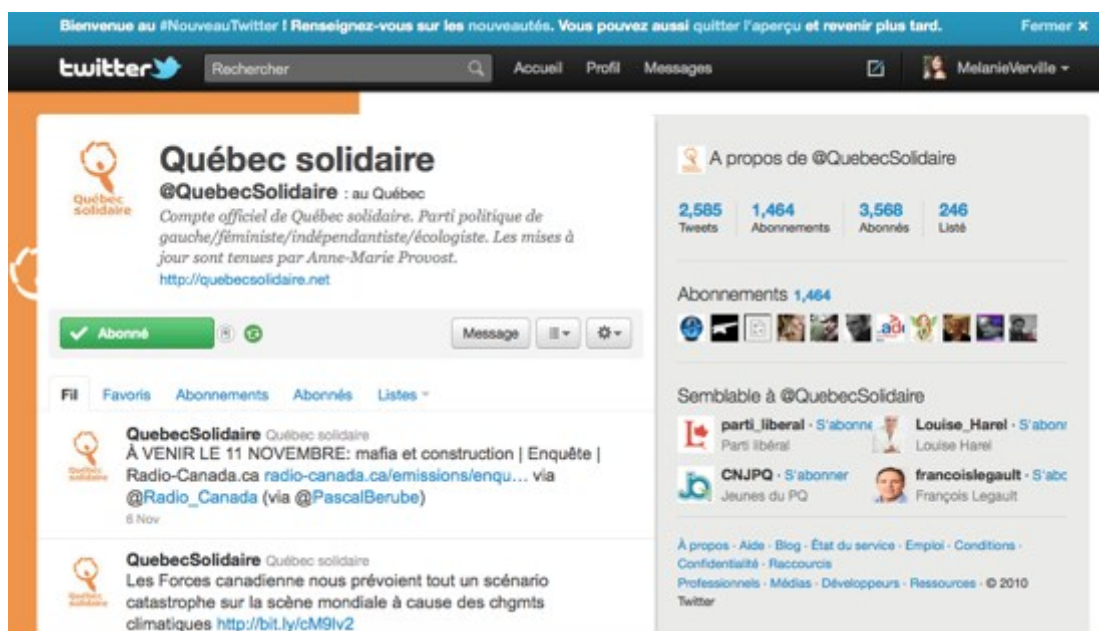 Bienvenue au #NouveauTwitter ! Renseignez-vous sur les nouveautés. Vous pouvez aussi quitter l'aperçu et revenir plus tard. Fermer x
twitter Rechercher Accueil Profil Messages MelanieVerville
Québec solidaire
Québec solidaire
@QuebecSolidaire : au Québec
Compte officiel de Québec solidaire. Parti politique de
gauche/féministe/indépendantiste/écologiste. Les mises à
jour sont tenues par Anne-Marie Provost.
http://quebecsolidaire.net
Abonné Message
Fil Favoris Abonnements Abonnés Listes
QuebecSolidaire Québec solidaire
À VENIR LE 11 NOVEMBRE: mafia et construction | Enquête |
Radio-Canada.ca radio-canada.ca/emissions/enqu... via
@Radio_Canada (via @PascalBerube)
6 Nov
QuebecSolidaire Québec solidaire
Les Forces canadienne nous prévoient tout un scénario
catastrophe sur la scène mondiale à cause des chgmts
climatiques http://bit.ly/cM9lv2
A propos de @QuebecSolidaire
2,585 1,464 3,568 246
Tweets Abonnements Abonnés Listé
Abonnements 1,464
adq
Semblable à @QuebecSolidaire
parti_liberal · S'abonne Louise_Harel · S'abonn
Parti libéral Louise Harel
CNJPQ · S'abonner francoislegault · S'abc
Jeunes du PQ François Legault
À propos · Aide · Blog · État du service · Emploi · Conditions ·
Confidentialité · Raccourcis
Professionnels · Médias · Développeurs · Ressources · © 2010
Twitter